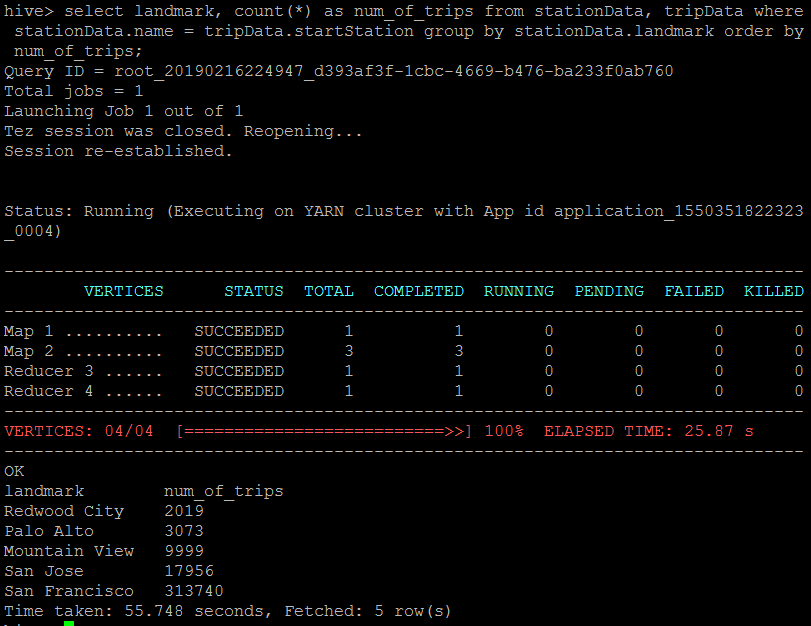 hive> select landmark, count(*) as num_of_trips from stationData, tripData where
stationData.name = tripData.startStation group by stationData.landmark order by
num_of_trips;
Query ID = root_20190216224947_d393af3f-1cbc-4669-b476-ba233f0ab760
Total jobs = 1
Launching Job 1 out of 1
Tez session was closed. Reopening...
Session re-established.
Status: Running (Executing on YARN cluster with App id application_1550351822323
_0004)
--------------------------------------------------------------------------------
VERTICES STATUS TOTAL COMPLETED RUNNING PENDING FAILED KILLED
--------------------------------------------------------------------------------
Map 1 .......... SUCCEEDED 1 1 0 0 0 0
Map 2 .......... SUCCEEDED 3 3 0 0 0 0
Reducer 3 ...... SUCCEEDED 1 1 0 0 0 0
Reducer 4 ...... SUCCEEDED 1 1 0 0 0 0
--------------------------------------------------------------------------------
VERTICES: 04/04 [==========================>>] 100% ELAPSED TIME: 25.87 s
--------------------------------------------------------------------------------
OK
landmark num_of_trips
Redwood City 2019
Palo Alto 3073
Mountain View 9999
San Jose 17956
San Francisco 313740
Time taken: 55.748 seconds, Fetched: 5 row(s)